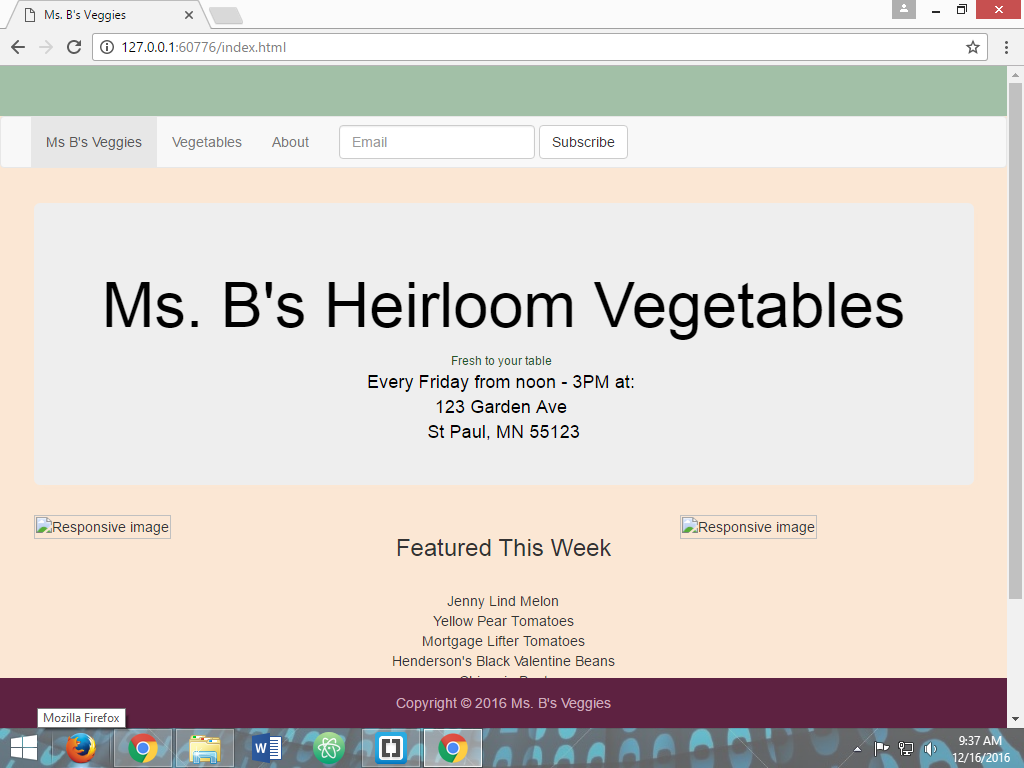 Ms. B's Veggies
127.0.0.1:60776/index.html
Ms B's Veggies Vegetables About Email Subscribe
Ms. B's Heirloom Vegetables
Fresh to your table
Every Friday from noon - 3PM at:
123 Garden Ave
St Paul, MN 55123
Responsive image Responsive image
Featured This Week
Jenny Lind Melon
Yellow Pear Tomatoes
Mortgage Lifter Tomatoes
Henderson's Black Valentine Beans
Copyright © 2016 Ms. B's Veggies
Mozilla Firefox
9:37 AM
12/16/2016